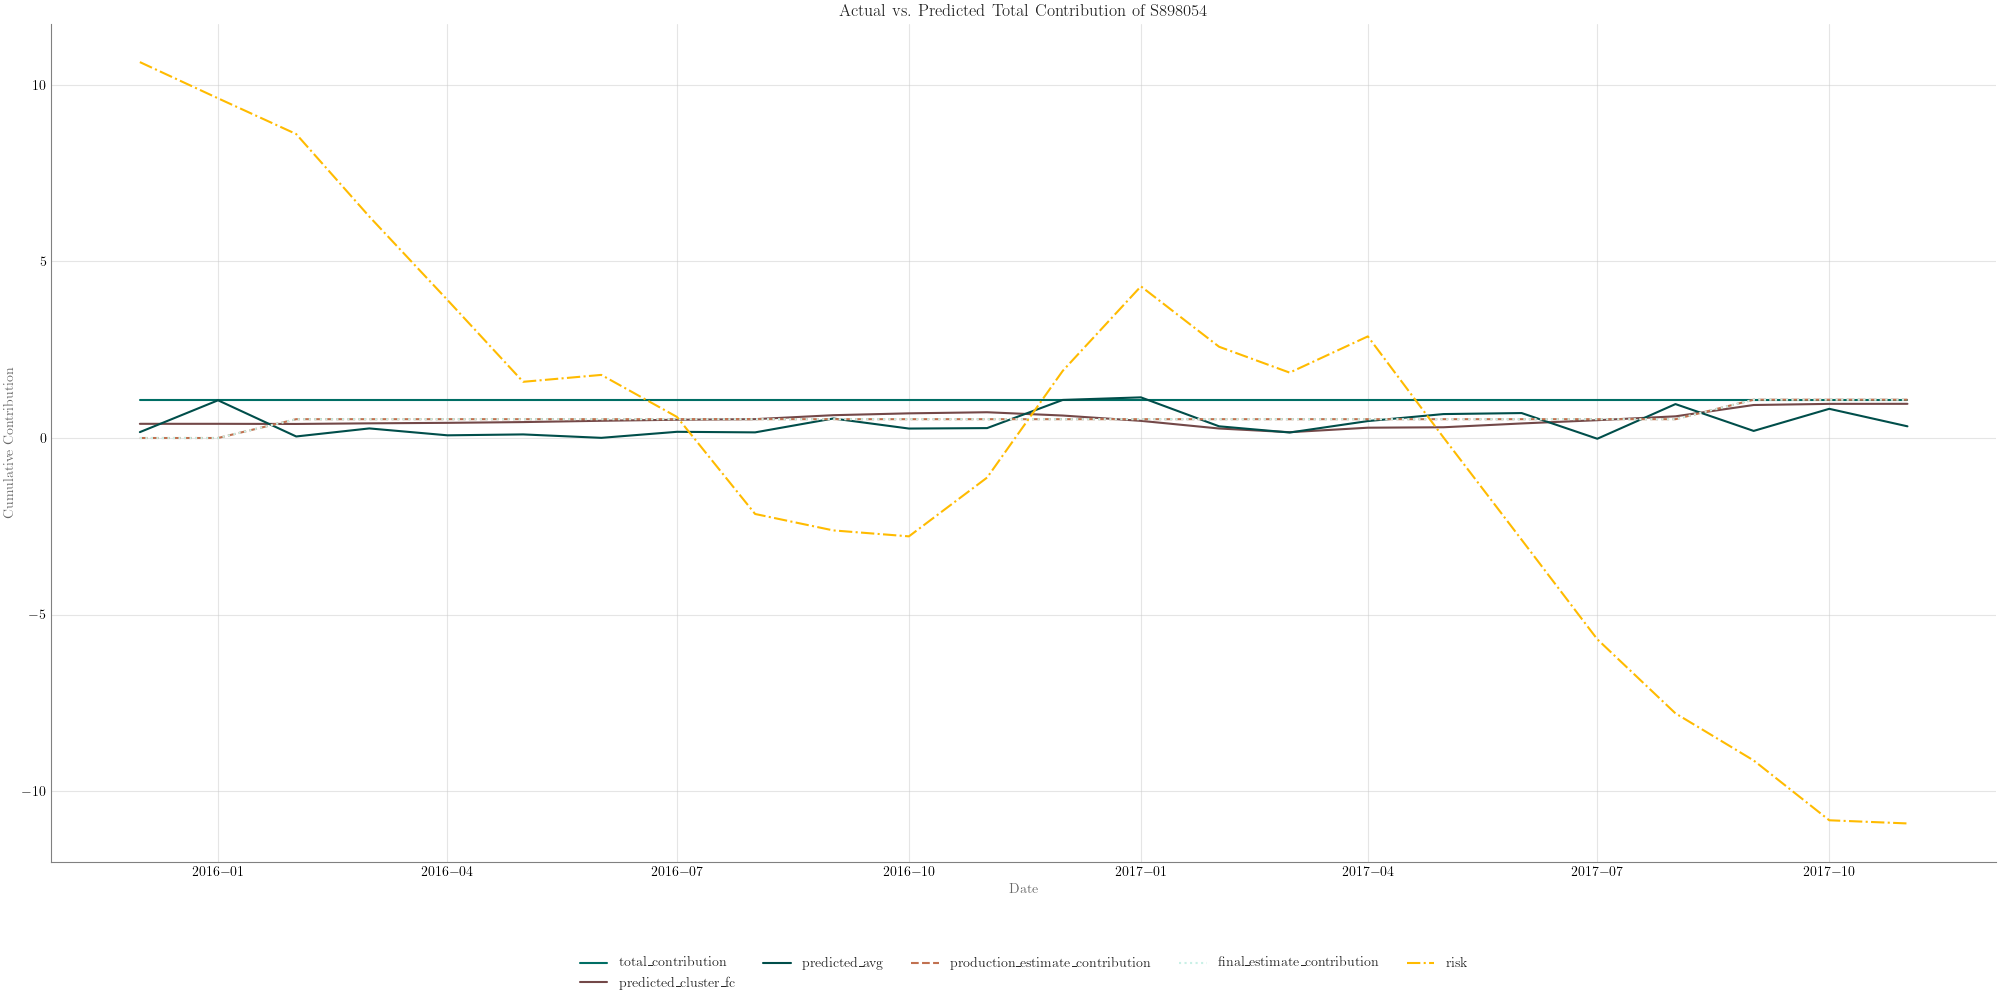 Actual vs. Predicted Total Contribution of S898054
Cumulative Contribution
10
5
0
−5
−10
2016−01 2016−04 2016−07 2016−10 2017−01 2017−04 2017−07 2017−10
Date
total_contribution predicted_avg production_estimate_contribution final_estimate_contribution risk
predicted_cluster_fc